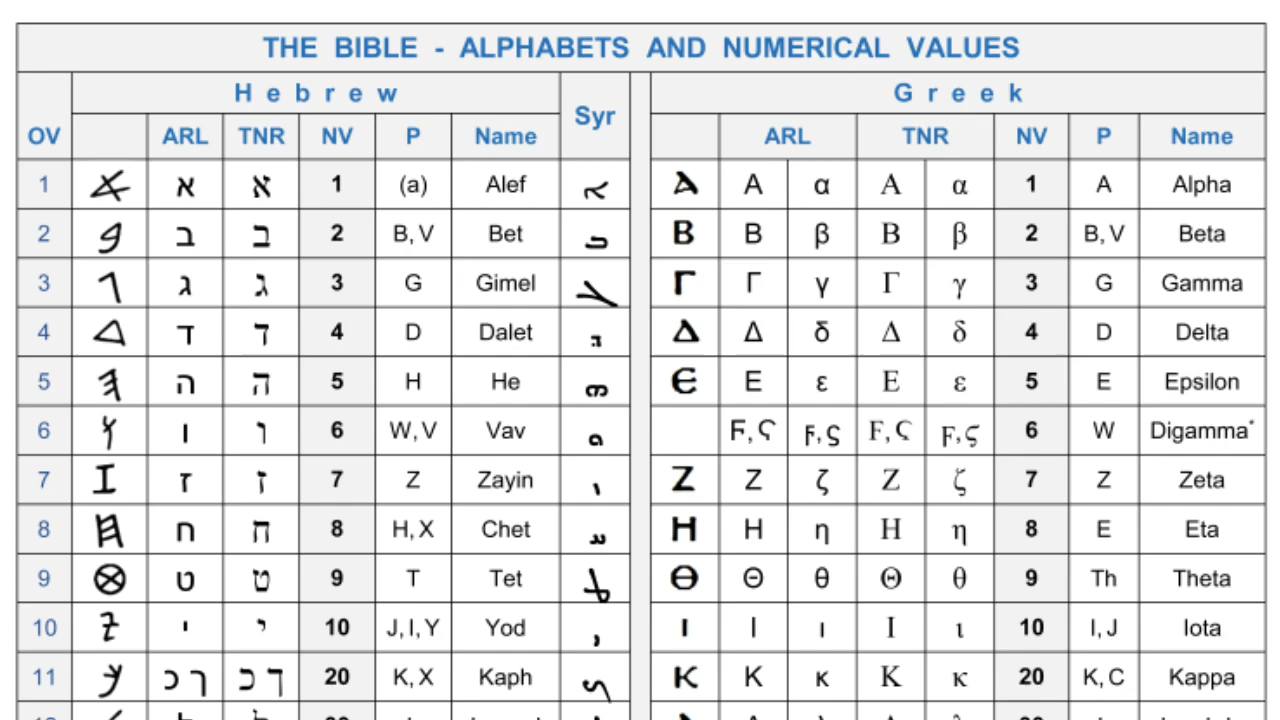 THE BIBLE - ALPHABETS AND NUMERICAL VALUES
Hebrew Syr Greek
OV ARL TNR NV P Name ARL TNR NV P Name
1 𐤀 א א 1 (a) Alef ܐ Α Α α Α α 1 A Alpha
2 𐤁 ב ב 2 B, V Bet ܒ Β Β β Β β 2 B, V Beta
3 𐤂 ג ג 3 G Gimel ܓ Γ Γ γ Γ γ 3 G Gamma
4 𐤃 ד ד 4 D Dalet Δ Δ δ Δ δ 4 D Delta
5 𐤄 ה ה 5 H He ܗ Ε Ε ε Ε ε 5 E Epsilon
6 𐤅 ו ו 6 W, V Vav ܘ Ϝ, Ϛ ϝ, ϛ Ϝ, Ϛ ϝ, ϛ 6 W Digamma*
7 𐤆 ז ז 7 Z Zayin ܙ Ζ Ζ ζ Ζ ζ 7 Z Zeta
8 𐤇 ח ח 8 H, X Chet ܚ Η Η η Η η 8 E Eta
9 𐤈 ט ט 9 T Tet ܛ Θ Θ θ Θ θ 9 Th Theta
10 𐤉 י י 10 J, I, Y Yod ܝ Ι Ι ι Ι ι 10 I, J Iota
11 𐤊 כ ך כ ך 20 K, X Kaph ܟ Κ Κ κ Κ κ 20 K, C Kappa